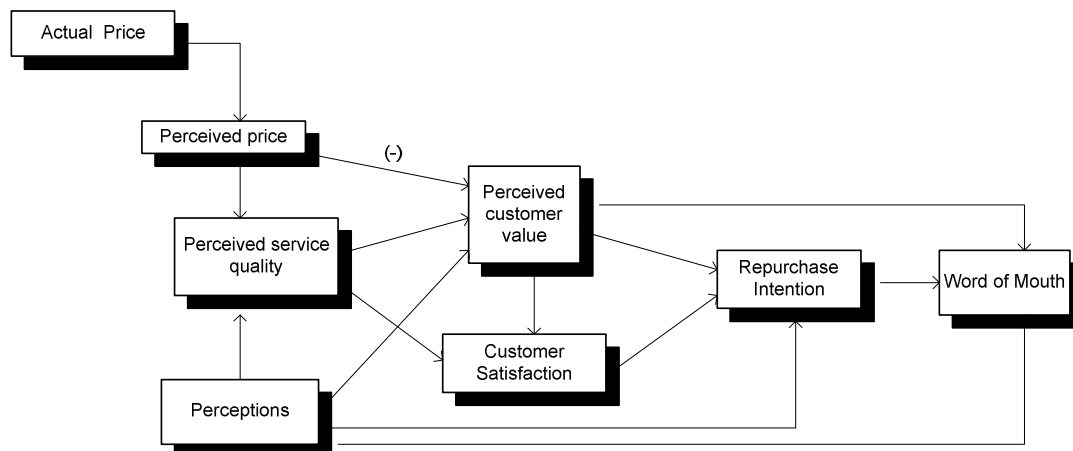 Actual Price
Perceived price
(-)
Perceived
customer
value
Perceived service
quality
Repurchase
Intention
Word of Mouth
Customer
Satisfaction
Perceptions